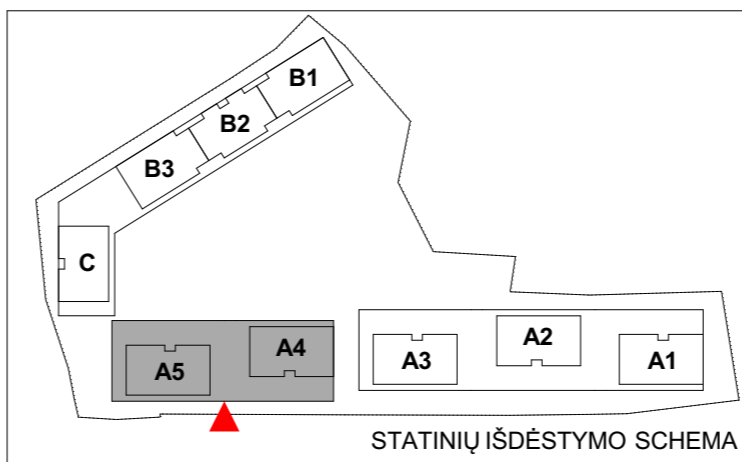 B1
B2
B3
C
A4
A5
A2
A3
A1
STATINIŲ IŠDĖSTYMO SCHEMA